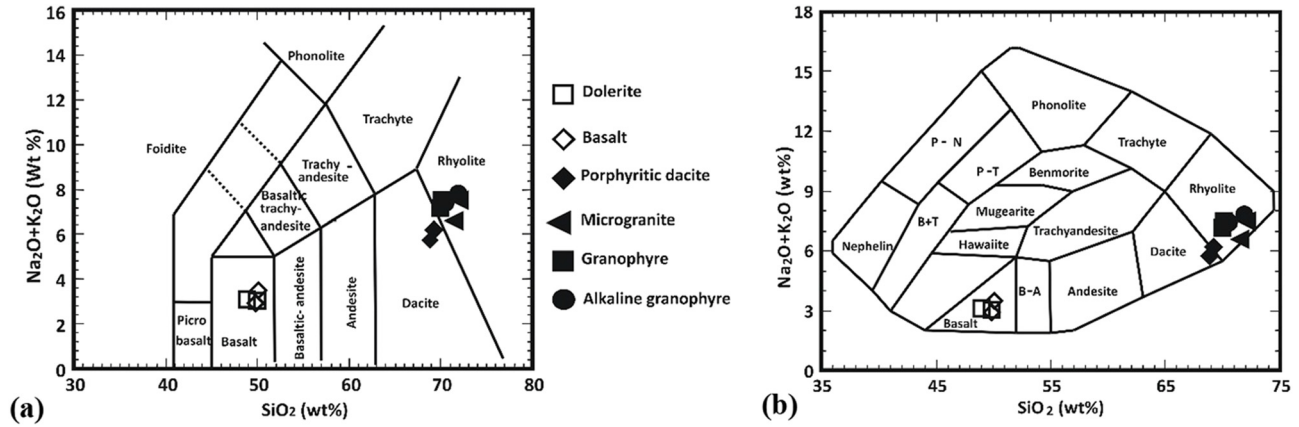 16
14
12
10
8
6
4
2
0
30
40
50
60
70
80
Na2O+K2O (Wt %)
SiO2 (wt%)
(a)
Phonolite
Trachyte
Foidite
Trachy -
andesite
Rhyolite
Basaltic
trachy-
andesite
Picro
basalt
Basalt
Basaltic- andesite
Andesite
Dacite
Dolerite
Basalt
Porphyritic dacite
Microgranite
Granophyre
Alkaline granophyre
18
15
12
9
6
3
0
36
45
55
65
75
Na2O+K2O (wt%)
SiO2 (wt%)
(b)
Phonolite
P - N
Trachyte
P -T
Benmorite
Rhyolite
B+T
Mugearite
Trachyandesite
Nephelin
Hawaiite
Dacite
B-A
Andesite
Basalt